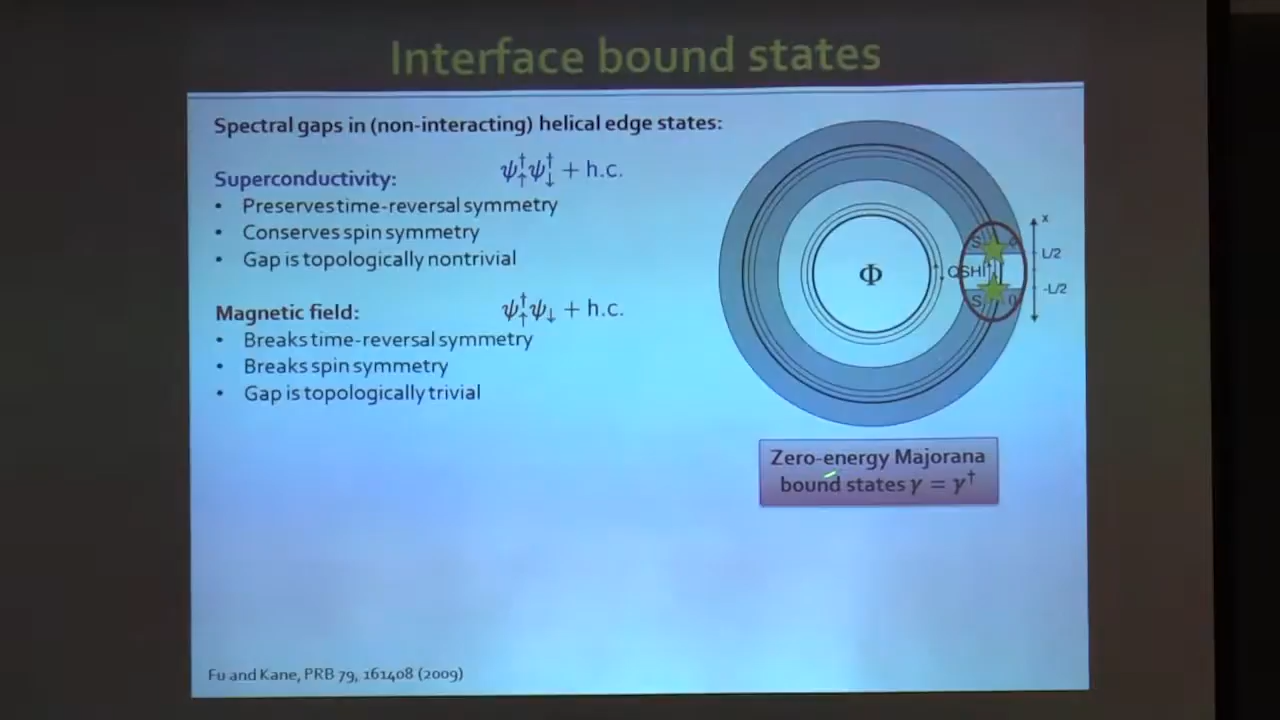 Interface bound states
Spectral gaps in (non-interacting) helical edge states:
Superconductivity:
ψ↑†ψ↓† + h.c.
• Preserves time-reversal symmetry
• Conserves spin symmetry
• Gap is topologically nontrivial
Magnetic field:
ψ↑†ψ↓ + h.c.
• Breaks time-reversal symmetry
• Breaks spin symmetry
• Gap is topologically trivial
Φ
x
S
L/2
QSHI
-L/2
S
0
Zero-energy Majorana
bound states γ = γ†
Fu and Kane, PRB 79, 161408 (2009)